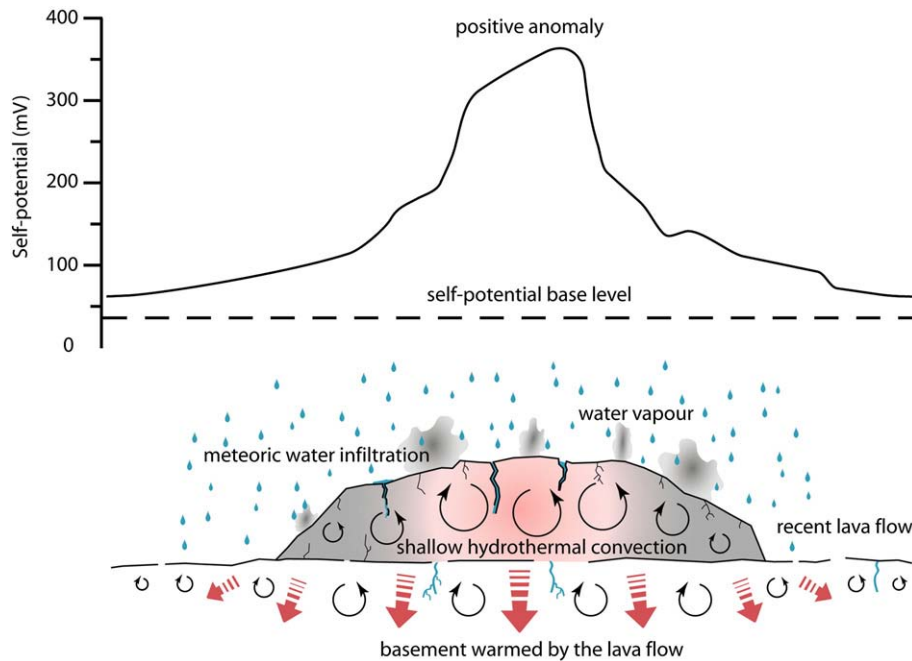 400
positive anomaly
300
Self-potential (mV)
200
100
self-potential base level
0
water vapour
meteoric water infiltration
recent lava flow
shallow hydrothermal convection
basement warmed by the lava flow